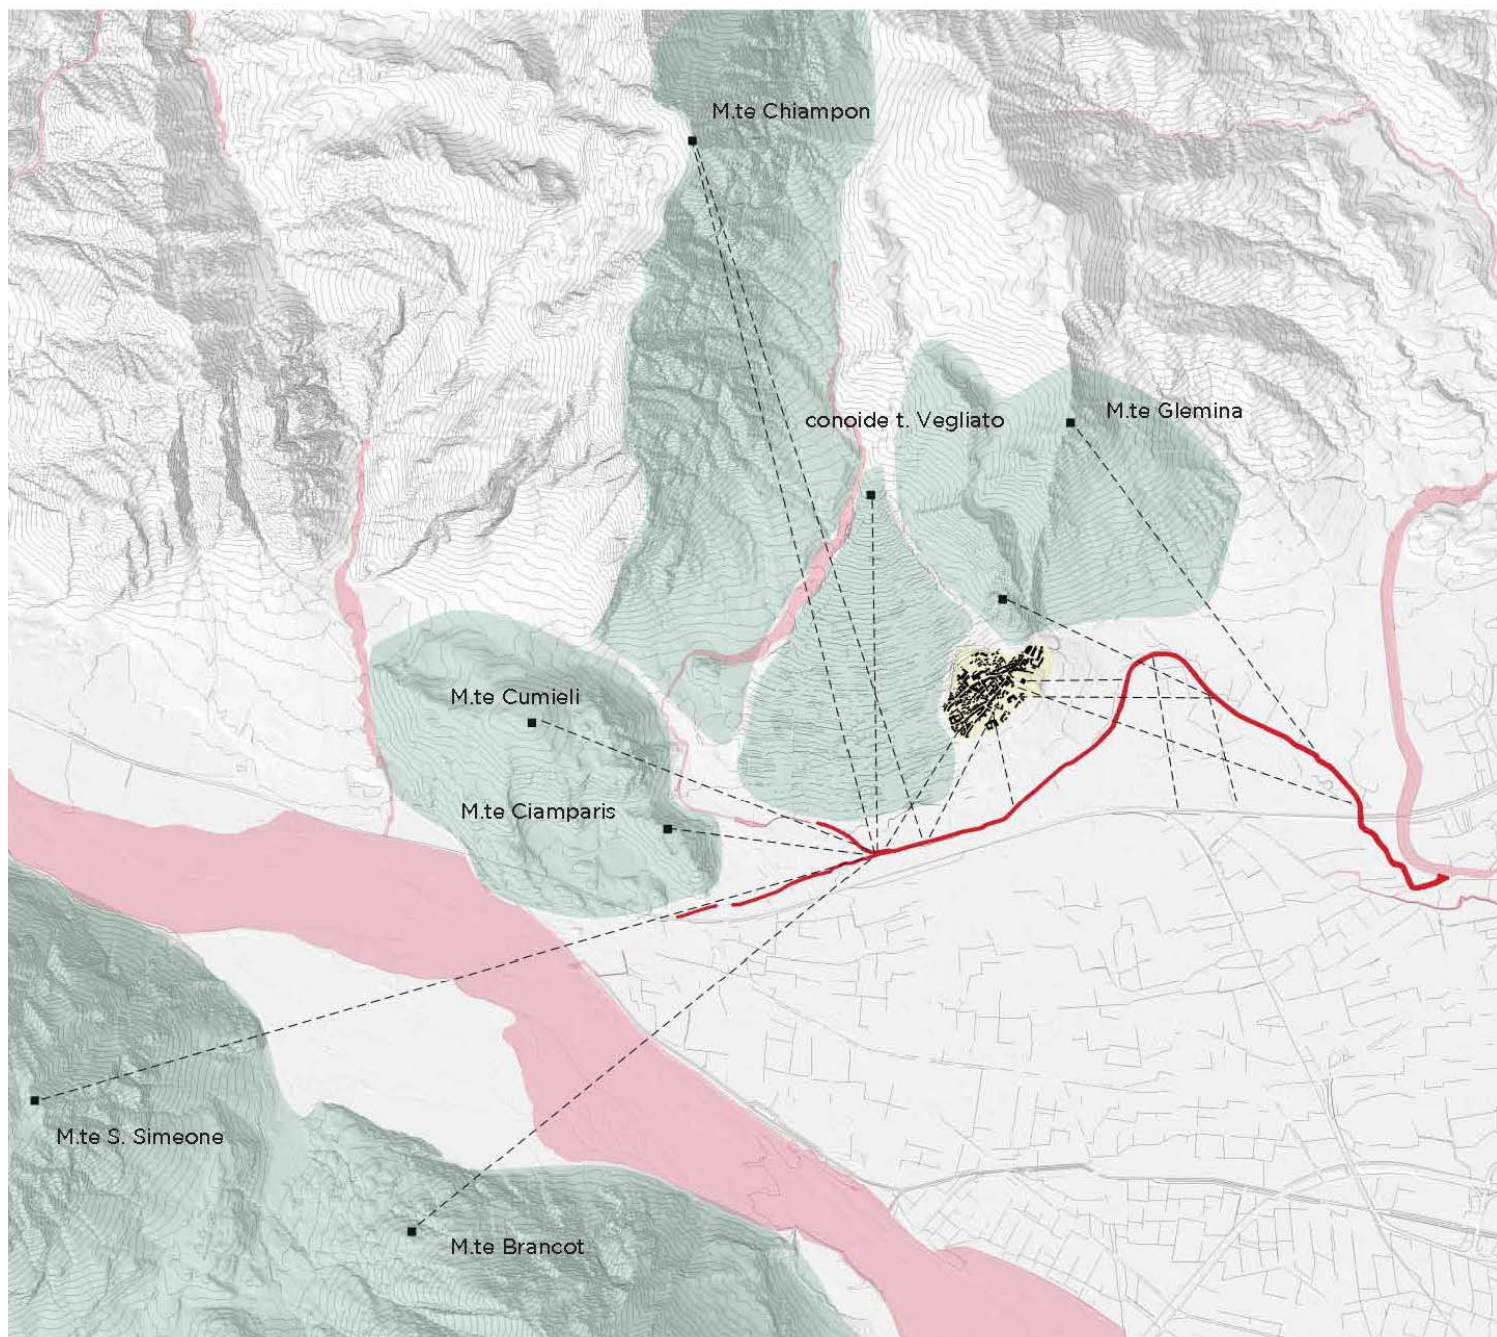 M.te Chiampon
M.te Glemina
conoide t. Vegliato
M.te Cumieli
M.te Ciamparis
M.te S. Simeone
M.te Brancot